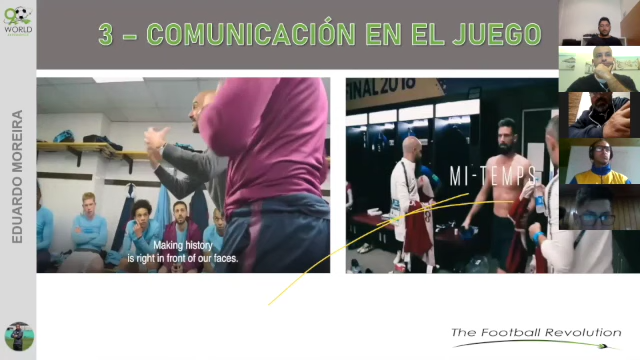 WORLD
3 – COMUNICACIÓN EN EL JUEGO
EDUARDO MOREIRA
Making history
is right in front of our faces.
FINAL 2018
MI-TEMPS
The Football Revolution